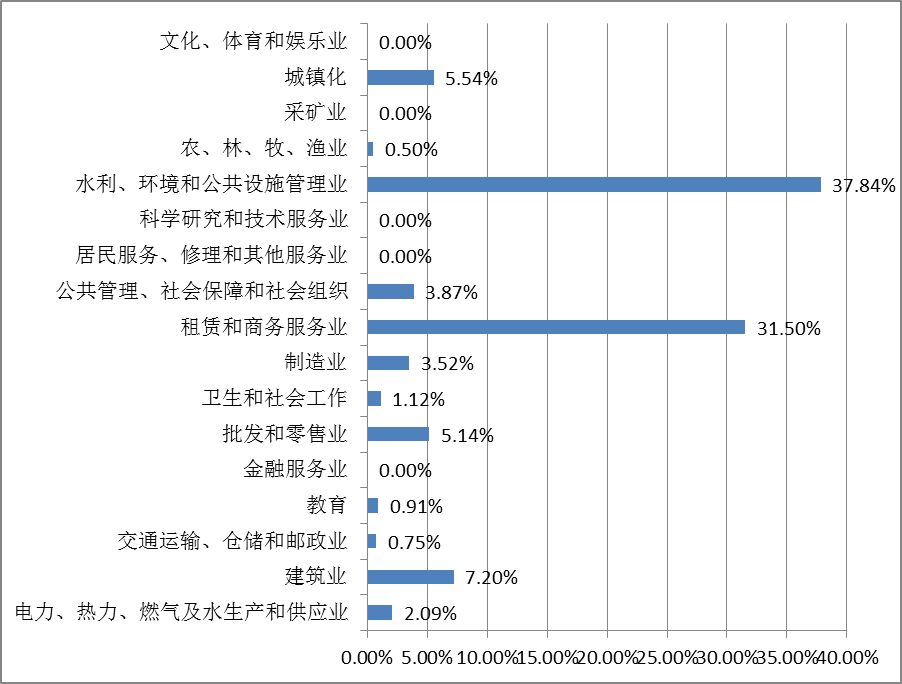 文化、体育和娱乐业 0.00%
城镇化 5.54%
采矿业 0.00%
农、林、牧、渔业 0.50%
水利、环境和公共设施管理业 37.84%
科学研究和技术服务业 0.00%
居民服务、修理和其他服务业 0.00%
公共管理、社会保障和社会组织 3.87%
租赁和商务服务业 31.50%
制造业 3.52%
卫生和社会工作 1.12%
批发和零售业 5.14%
金融服务业 0.00%
教育 0.91%
交通运输、仓储和邮政业 0.75%
建筑业 7.20%
电力、热力、燃气及水生产和供应业 2.09%
0.00% 5.00% 10.00% 15.00% 20.00% 25.00% 30.00% 35.00% 40.00%